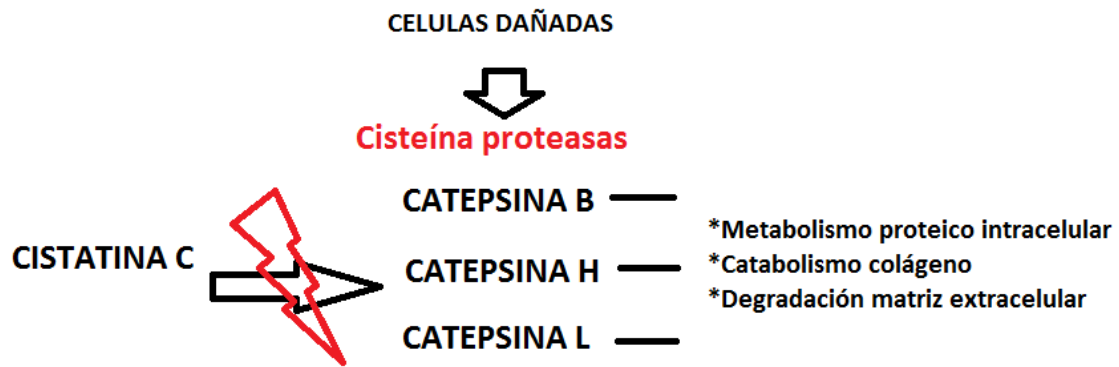 CELULAS DAÑADAS
Cisteína proteasas
CATEPSINA B
*Metabolismo proteico intracelular
CISTATINA C
CATEPSINA H
*Catabolismo colágeno
*Degradación matriz extracelular
CATEPSINA L